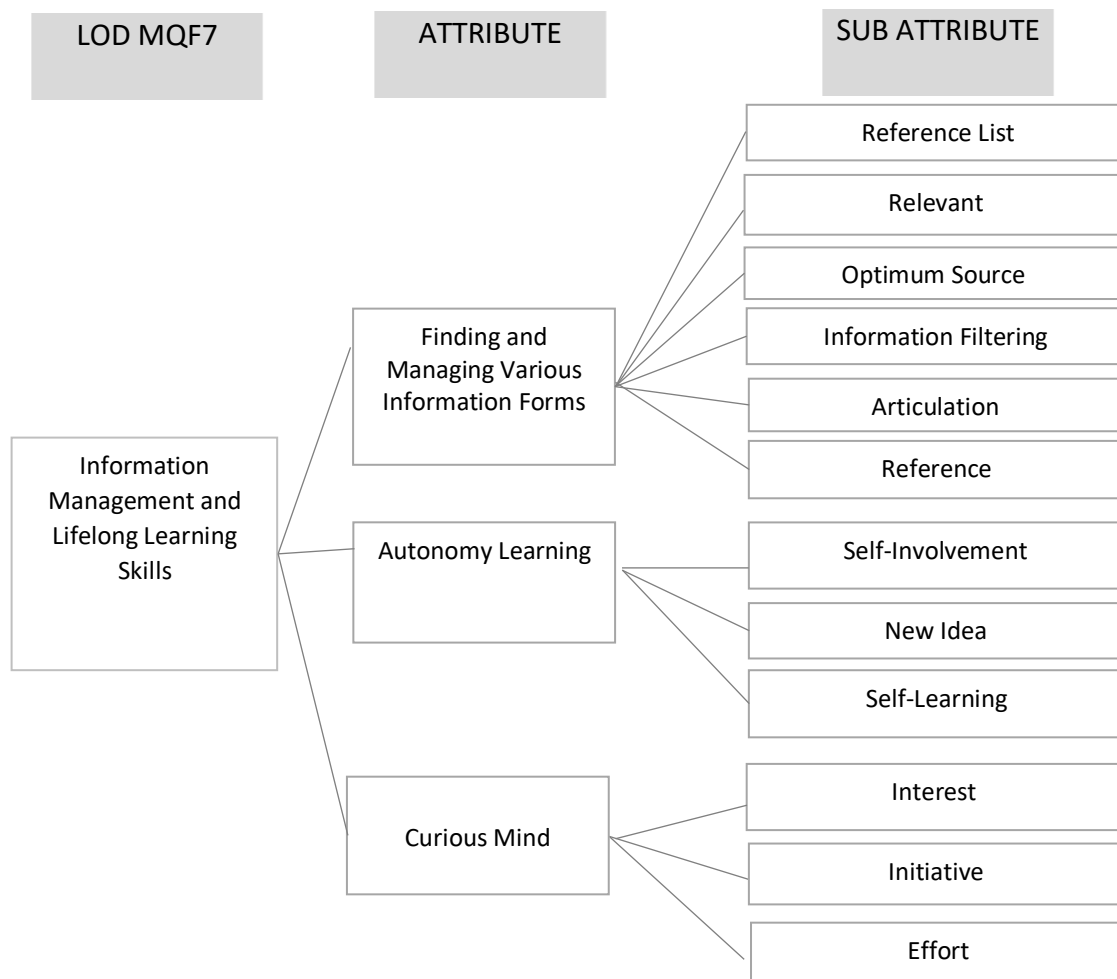 LOD MQF7
ATTRIBUTE
SUB ATTRIBUTE
Reference List
Relevant
Optimum Source
Finding and
Managing Various
Information Forms
Information Filtering
Articulation
Reference
Information
Management and
Lifelong Learning
Skills
Autonomy Learning
Self-Involvement
New Idea
Self-Learning
Curious Mind
Interest
Initiative
Effort